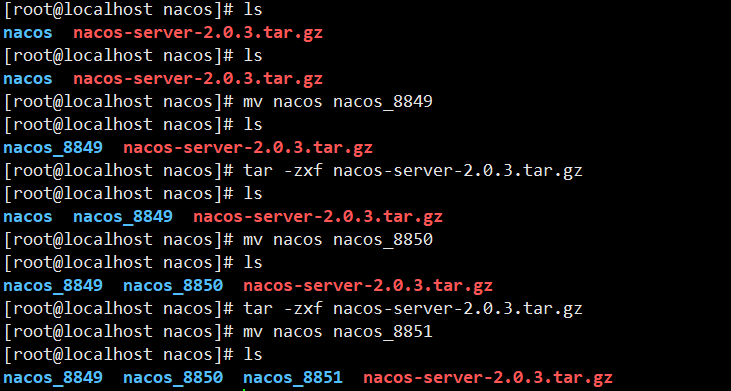 [root@localhost nacos]# ls
nacos  nacos-server-2.0.3.tar.gz
[root@localhost nacos]# ls
nacos  nacos-server-2.0.3.tar.gz
[root@localhost nacos]# mv nacos nacos_8849
[root@localhost nacos]# ls
nacos_8849  nacos-server-2.0.3.tar.gz
[root@localhost nacos]# tar -zxf nacos-server-2.0.3.tar.gz
[root@localhost nacos]# ls
nacos  nacos_8849  nacos-server-2.0.3.tar.gz
[root@localhost nacos]# mv nacos nacos_8850
[root@localhost nacos]# ls
nacos_8849  nacos_8850  nacos-server-2.0.3.tar.gz
[root@localhost nacos]# tar -zxf nacos-server-2.0.3.tar.gz
[root@localhost nacos]# mv nacos nacos_8851
[root@localhost nacos]# ls
nacos_8849  nacos_8850  nacos_8851  nacos-server-2.0.3.tar.gz